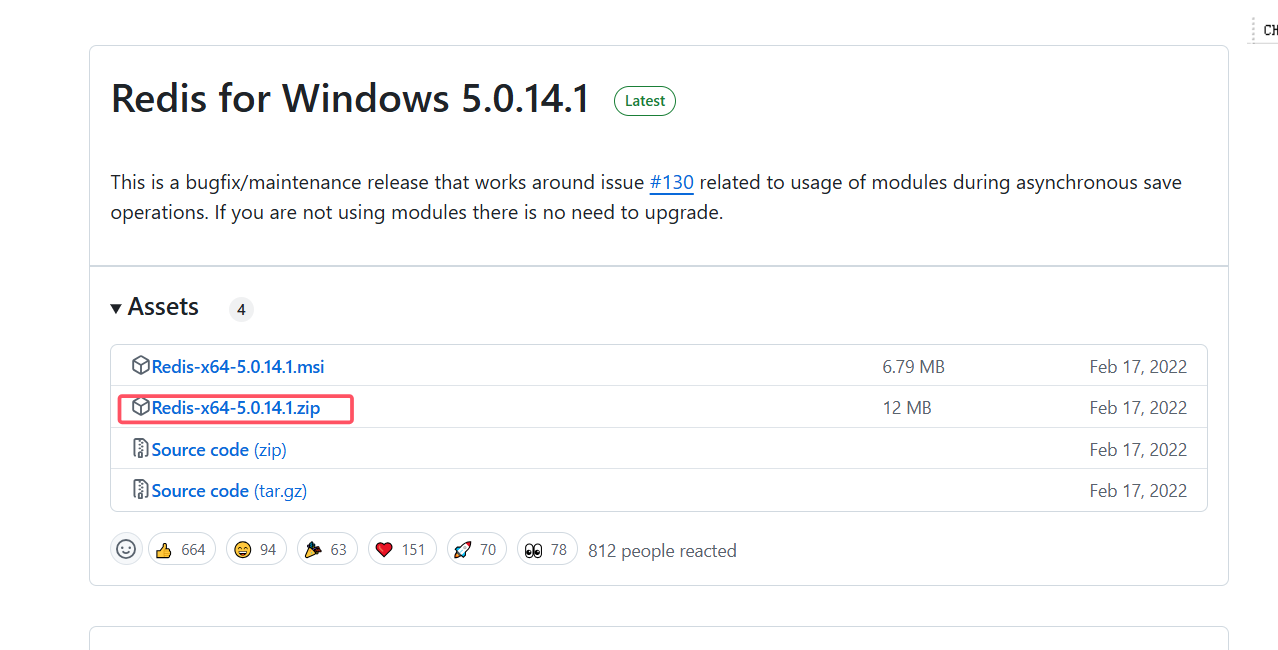 CH
Redis for Windows 5.0.14.1 Latest
This is a bugfix/maintenance release that works around issue #130 related to usage of modules during asynchronous save
operations. If you are not using modules there is no need to upgrade.
Assets 4
Redis-x64-5.0.14.1.msi 6.79 MB Feb 17, 2022
Redis-x64-5.0.14.1.zip 12 MB Feb 17, 2022
Source code (zip) Feb 17, 2022
Source code (tar.gz) Feb 17, 2022
664 94 63 151 70 78 812 people reacted